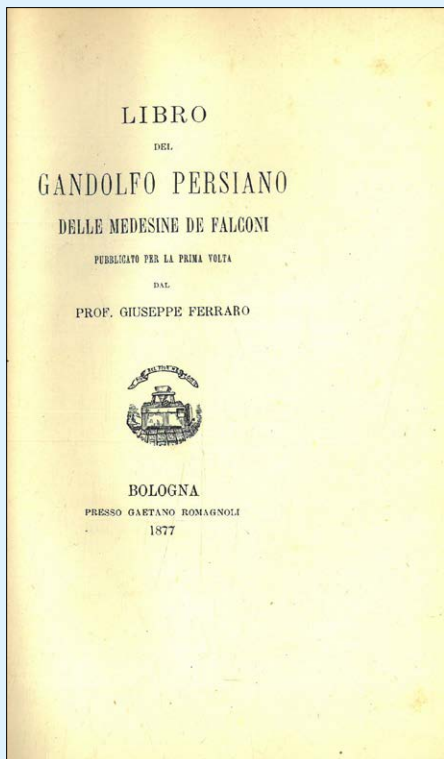 LIBRO
DEL
GANDOLFO PERSIANO
DELLE MEDESINE DE FALCONI
PUBBLICATO PER LA PRIMA VOLTA
DAL
PROF. GIUSEPPE FERRARO
BOLOGNA
PRESSO GAETANO ROMAGNOLI
1877